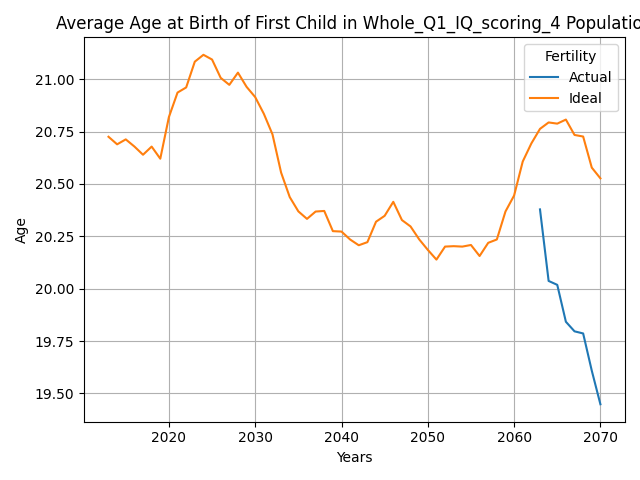 Average Age at Birth of First Child in Whole_Q1_IQ_scoring_4 Populatio
Fertility
Actual
Ideal
21.00
20.75
20.50
20.25
20.00
19.75
19.50
Age
2020 2030 2040 2050 2060 2070
Years